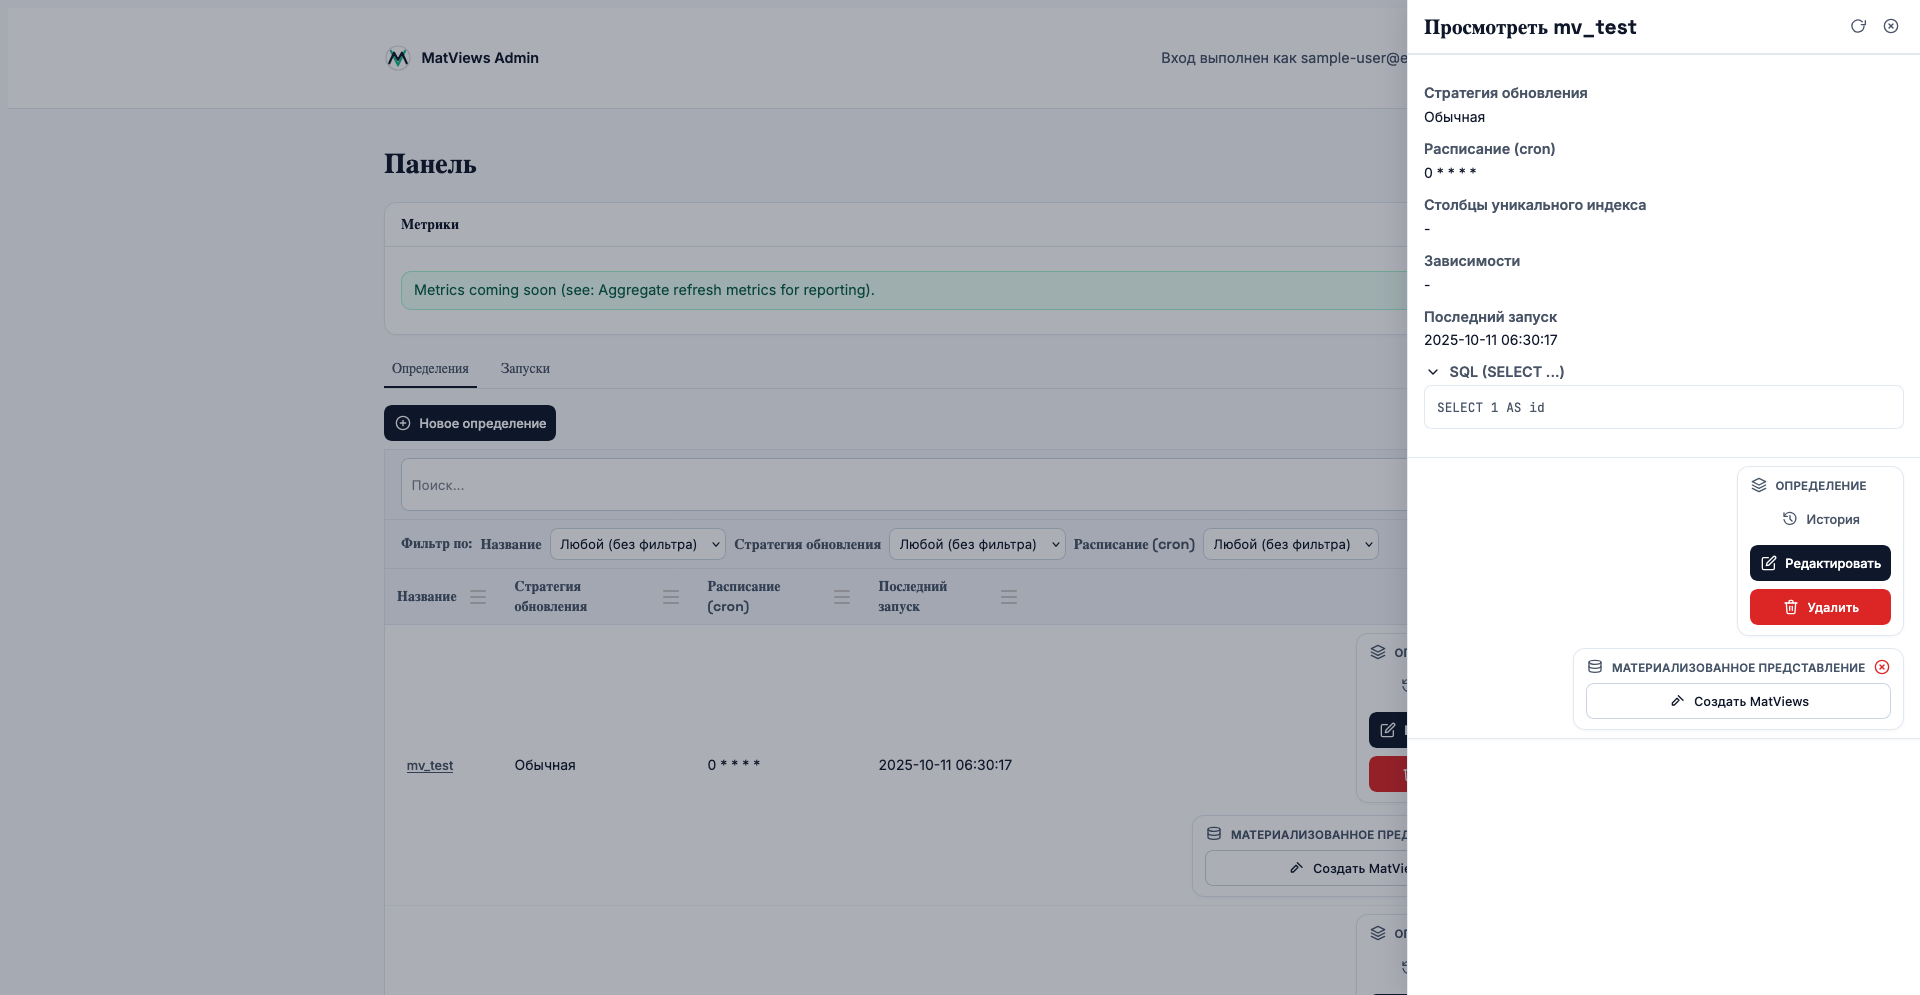 MatViews Admin
Вход выполнен как sample-user@e
Панель
Метрики
Metrics coming soon (see: Aggregate refresh metrics for reporting).
Определения
Запуски
Новое определение
Поиск...
Фильтр по: Название Любой (без фильтра) Стратегия обновления Любой (без фильтра) Расписание (cron) Любой (без фильтра)
Название
Стратегия обновления
Расписание (cron)
Последний запуск
mv_test
Обычная
0 * * * *
2025-10-11 06:30:17
МАТЕРИАЛИЗОВАННОЕ
Создать
Просмотреть mv_test
Стратегия обновления
Обычная
Расписание (cron)
0 * * * *
Столбцы уникального индекса
-
Зависимости
-
Последний запуск
2025-10-11 06:30:17
SQL (SELECT ...)
SELECT 1 AS id
ОПРЕДЕЛЕНИЕ
История
Редактировать
Удалить
МАТЕРИАЛИЗОВАННОЕ ПРЕДСТАВЛЕНИЕ
Создать MatViews